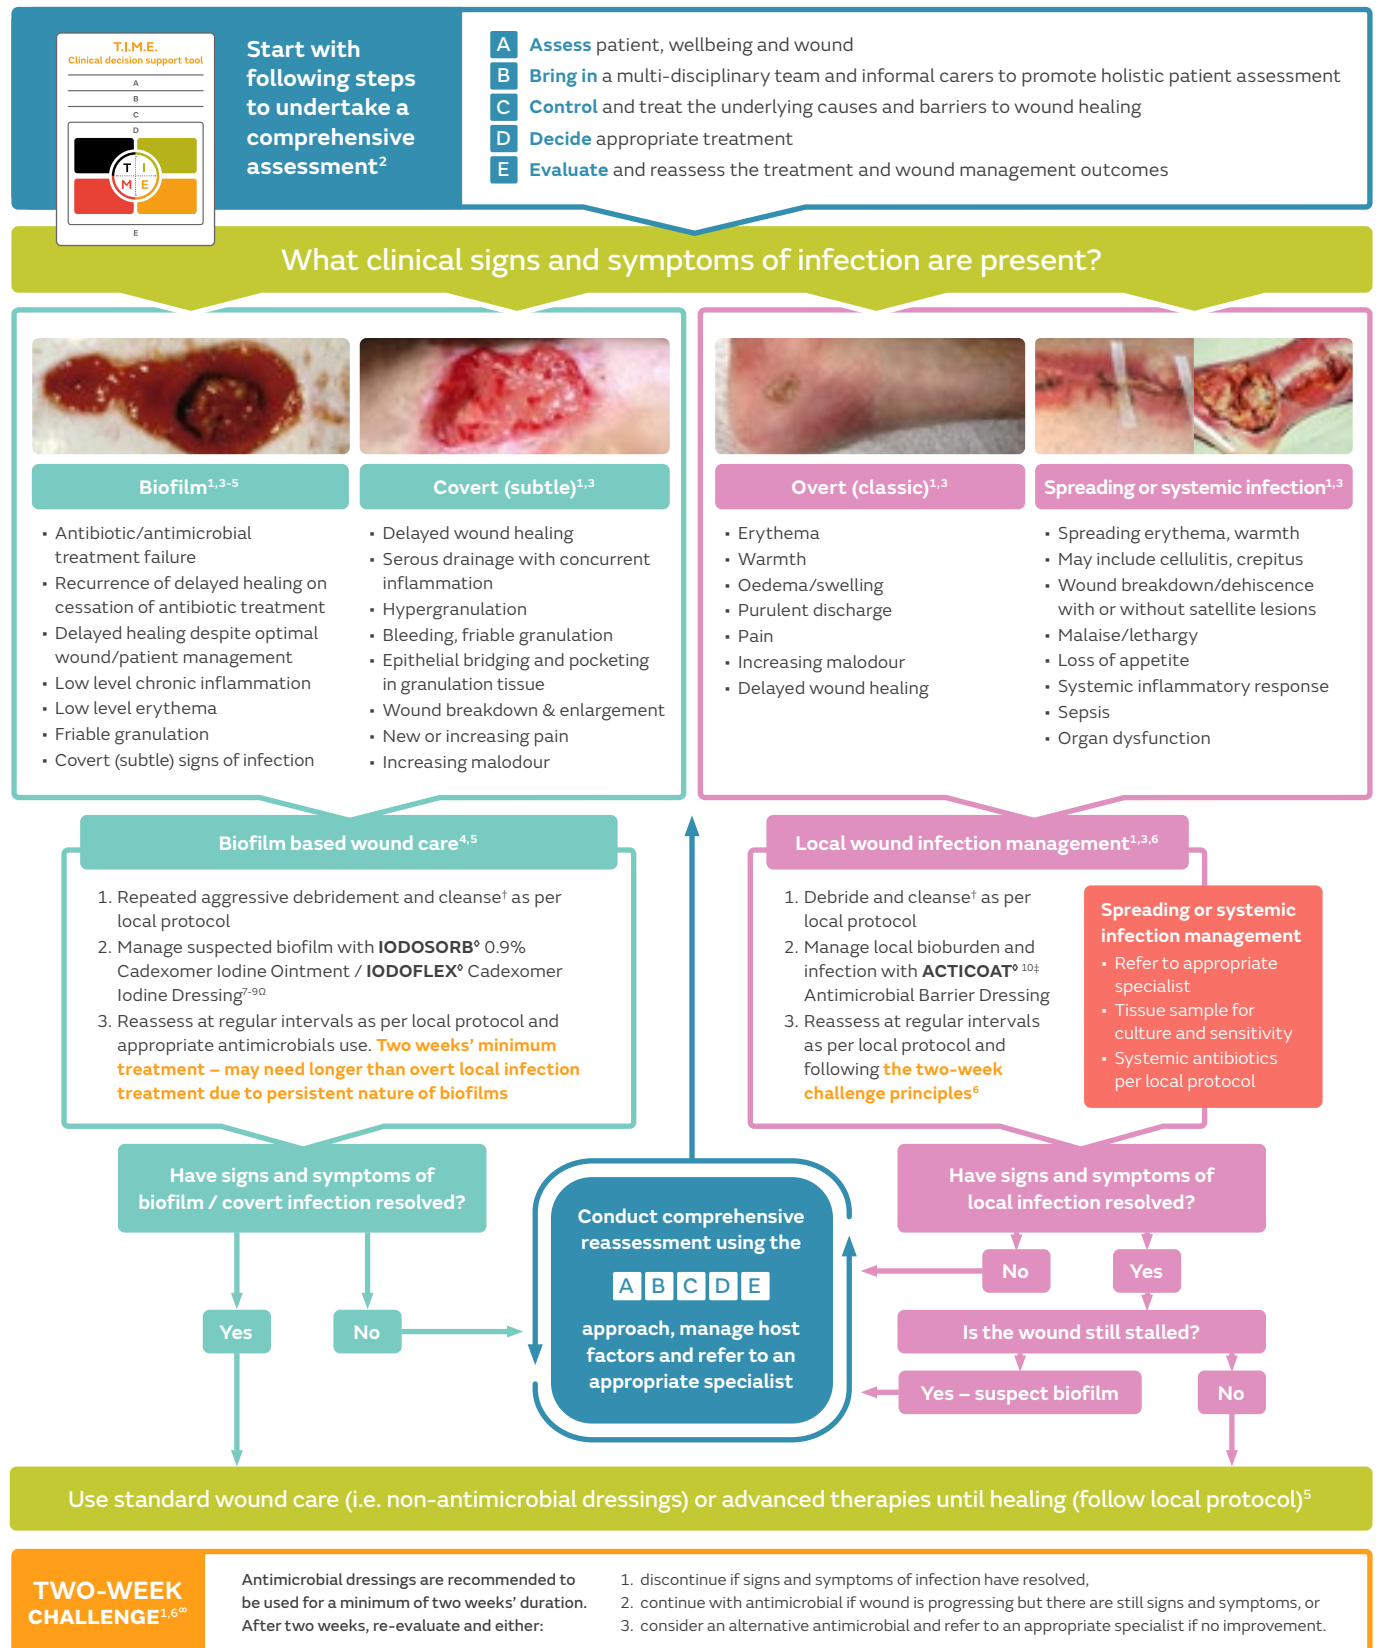 T.I.M.E.
Clinical decision support tool
A
B
C
D
T I
M E
E
Start with
following steps
to undertake a
comprehensive
assessment²
A Assess patient, wellbeing and wound
B Bring in a multi-disciplinary team and informal carers to promote holistic patient assessment
C Control and treat the underlying causes and barriers to wound healing
D Decide appropriate treatment
E Evaluate and reassess the treatment and wound management outcomes
What clinical signs and symptoms of infection are present?
Biofilm¹,³⁻⁵
▪ Antibiotic/antimicrobial
treatment failure
▪ Recurrence of delayed healing on
cessation of antibiotic treatment
▪ Delayed healing despite optimal
wound/patient management
▪ Low level chronic inflammation
▪ Low level erythema
▪ Friable granulation
▪ Covert (subtle) signs of infection
Covert (subtle)¹,³
▪ Delayed wound healing
▪ Serous drainage with concurrent
inflammation
▪ Hypergranulation
▪ Bleeding, friable granulation
▪ Epithelial bridging and pocketing
in granulation tissue
▪ Wound breakdown & enlargement
▪ New or increasing pain
▪ Increasing malodour
Overt (classic)¹,³
▪ Erythema
▪ Warmth
▪ Oedema/swelling
▪ Purulent discharge
▪ Pain
▪ Increasing malodour
▪ Delayed wound healing
Spreading or systemic infection¹,³
▪ Spreading erythema, warmth
▪ May include cellulitis, crepitus
▪ Wound breakdown/dehiscence
with or without satellite lesions
▪ Malaise/lethargy
▪ Loss of appetite
▪ Systemic inflammatory response
▪ Sepsis
▪ Organ dysfunction
Biofilm based wound care⁴,⁵
1. Repeated aggressive debridement and cleanse† as per
local protocol
2. Manage suspected biofilm with IODOSORB◊ 0.9%
Cadexomer Iodine Ointment / IODOFLEX◊ Cadexomer
Iodine Dressing⁷⁻⁹Ω
3. Reassess at regular intervals as per local protocol and
appropriate antimicrobials use. Two weeks’ minimum
treatment – may need longer than overt local infection
treatment due to persistent nature of biofilms
Local wound infection management¹,³,⁶
1. Debride and cleanse† as per
local protocol
2. Manage local bioburden and
infection with ACTICOAT◊ ¹⁰‡
Antimicrobial Barrier Dressing
3. Reassess at regular intervals
as per local protocol and
following the two-week
challenge principles⁶
Spreading or systemic
infection management
▪ Refer to appropriate
specialist
▪ Tissue sample for
culture and sensitivity
▪ Systemic antibiotics
per local protocol
Have signs and symptoms of
biofilm / covert infection resolved?
Yes
No
Conduct comprehensive
reassessment using the
A B C D E
approach, manage host
factors and refer to an
appropriate specialist
Have signs and symptoms of
local infection resolved?
No
Yes
Is the wound still stalled?
Yes – suspect biofilm
No
Use standard wound care (i.e. non-antimicrobial dressings) or advanced therapies until healing (follow local protocol)⁵
TWO-WEEK
CHALLENGE¹,⁶∞
Antimicrobial dressings are recommended to
be used for a minimum of two weeks’ duration.
After two weeks, re-evaluate and either:
1. discontinue if signs and symptoms of infection have resolved,
2. continue with antimicrobial if wound is progressing but there are still signs and symptoms, or
3. consider an alternative antimicrobial and refer to an appropriate specialist if no improvement.